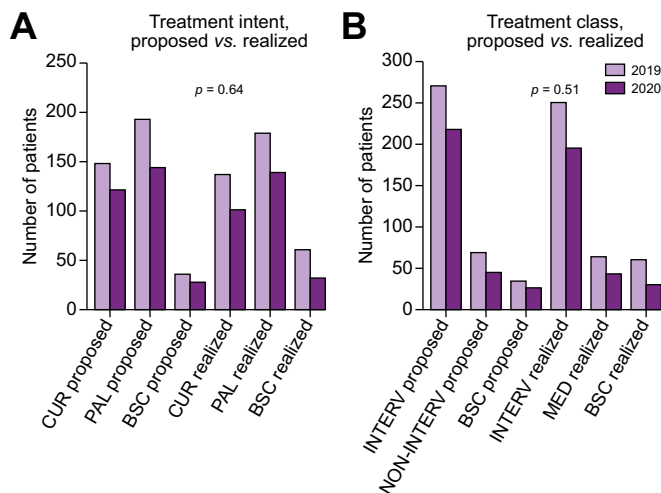 A
Treatment intent,
proposed vs. realized
Number of patients
250
200
150
100
50
0
p = 0.64
CUR proposed
PAL proposed
BSC proposed
CUR realized
PAL realized
BSC realized
B
Treatment class,
proposed vs. realized
Number of patients
300
250
200
150
100
50
0
p = 0.51
2019
2020
INTERV proposed
NON-INTERV proposed
BSC proposed
INTERV realized
MED realized
BSC realized